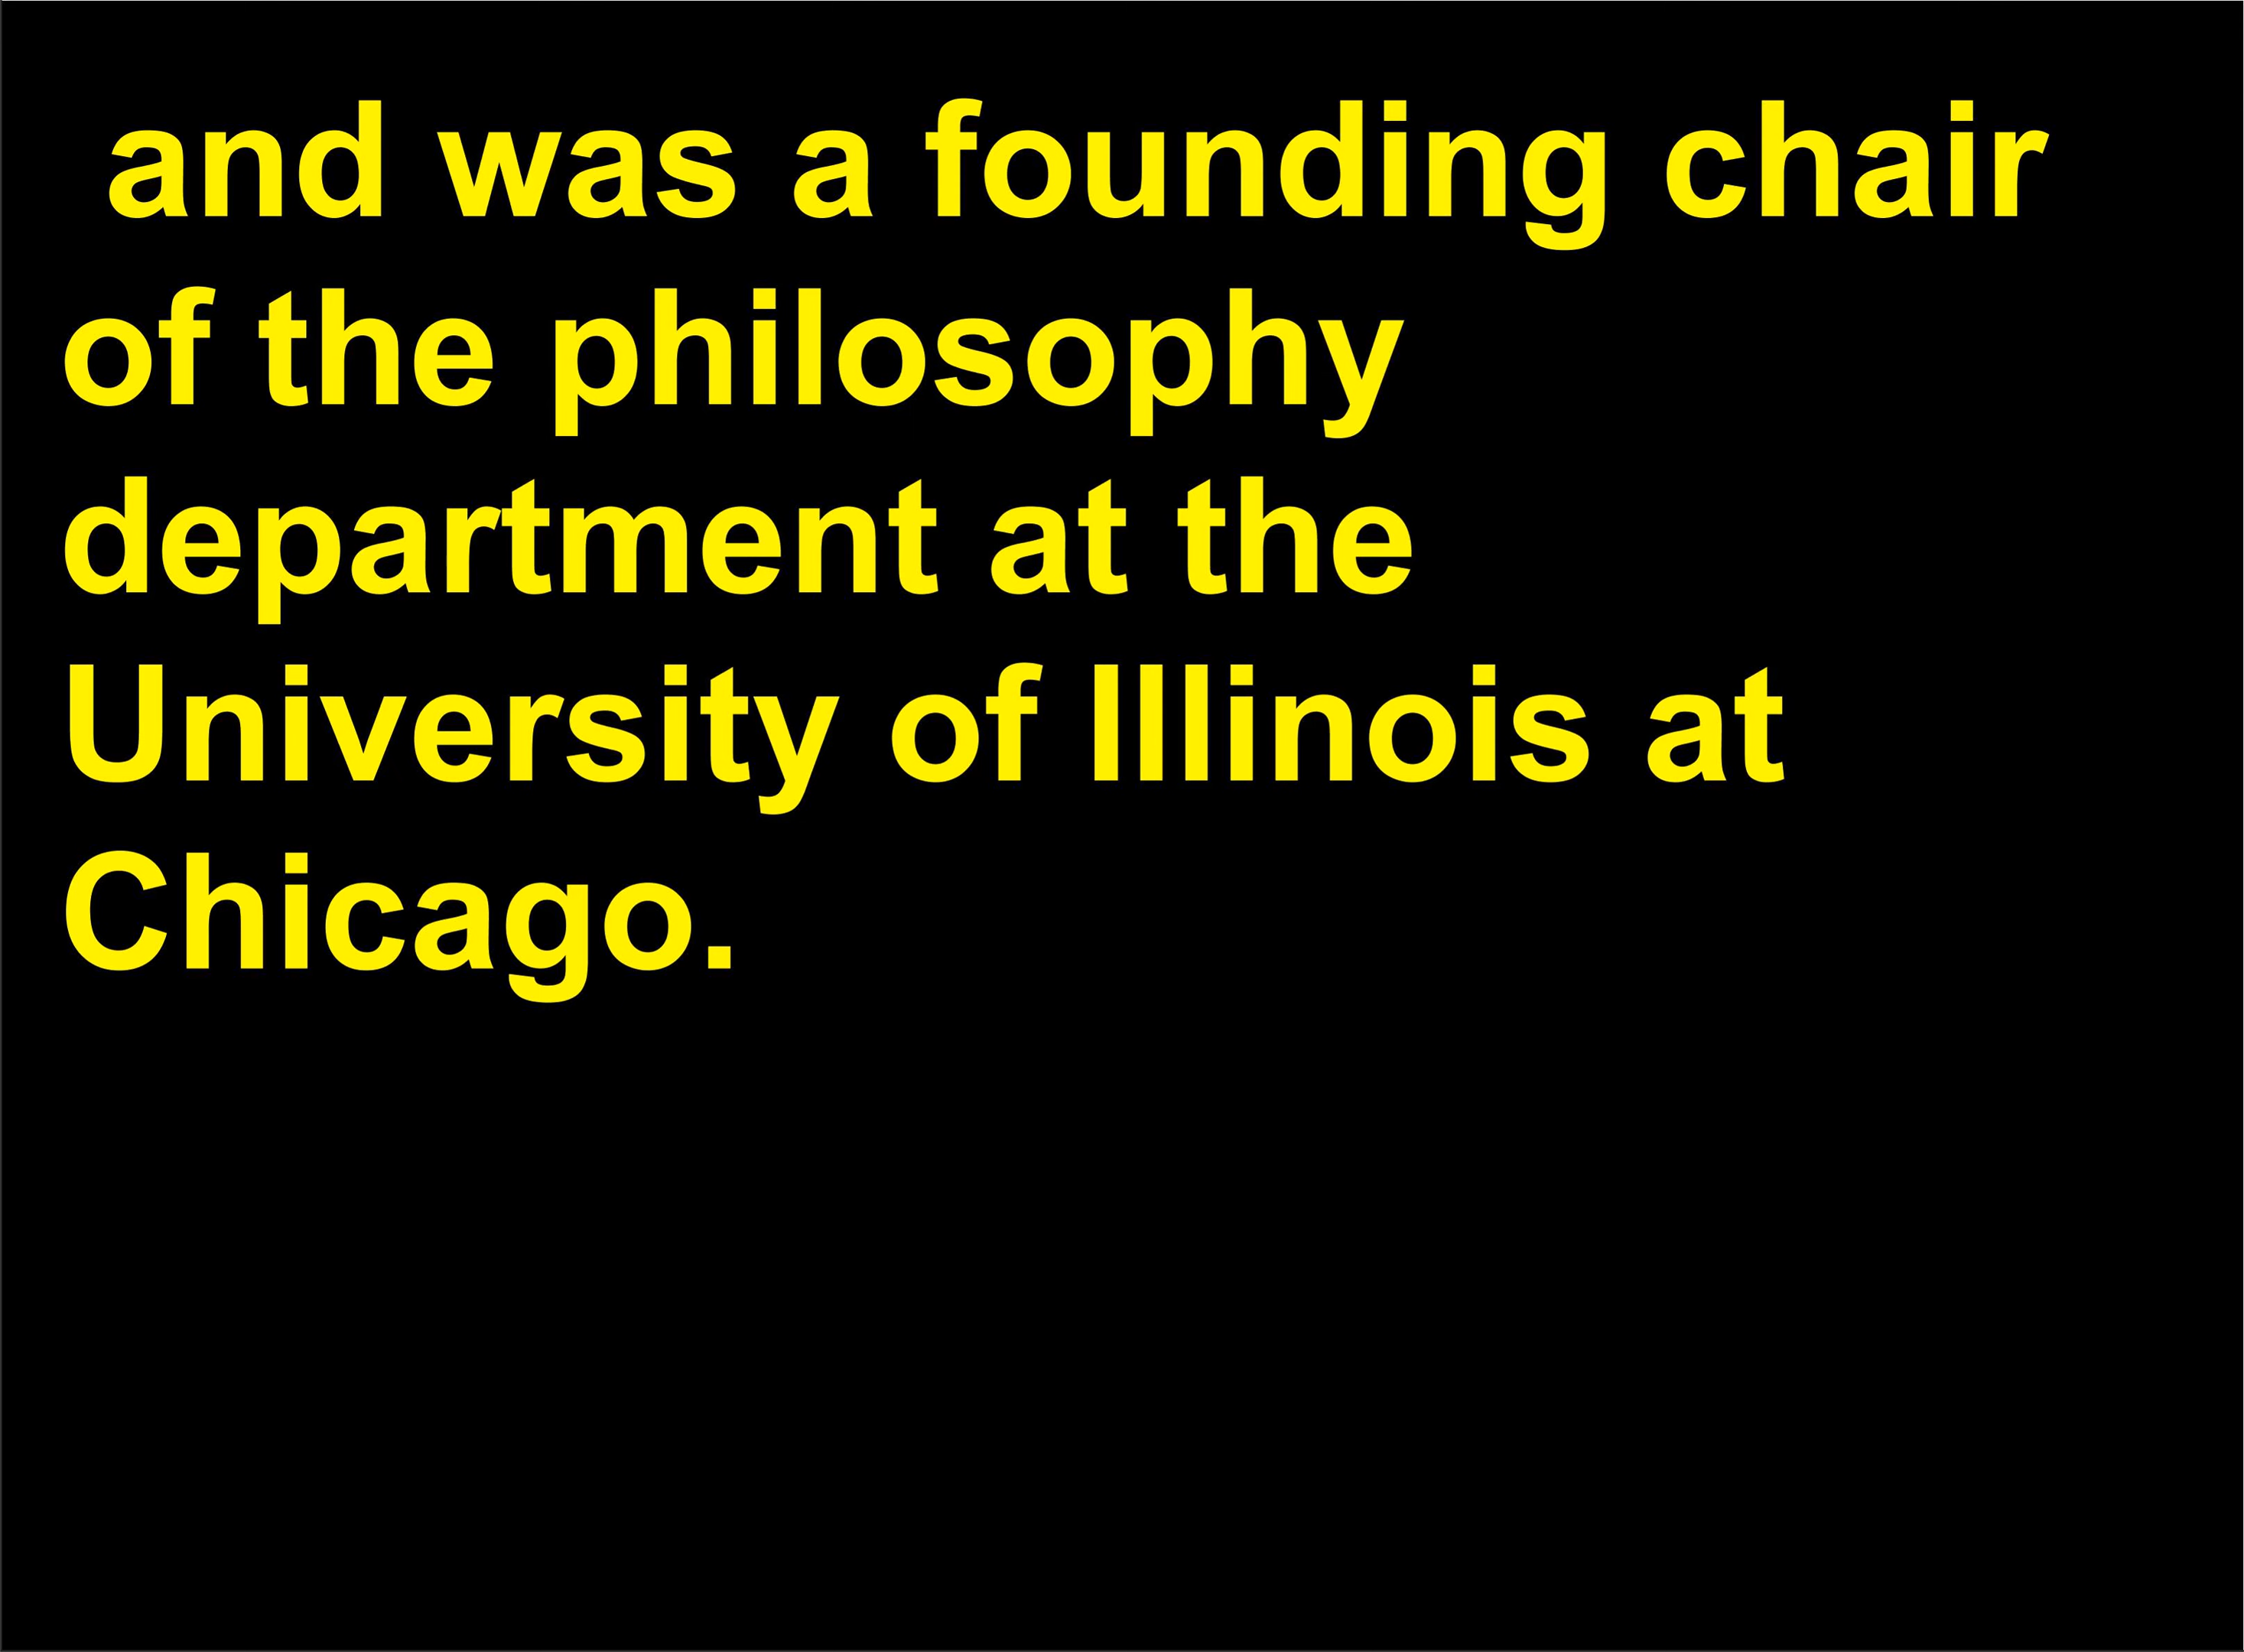 and was a founding chair
of the philosophy
department at the
University of Illinois at
Chicago.